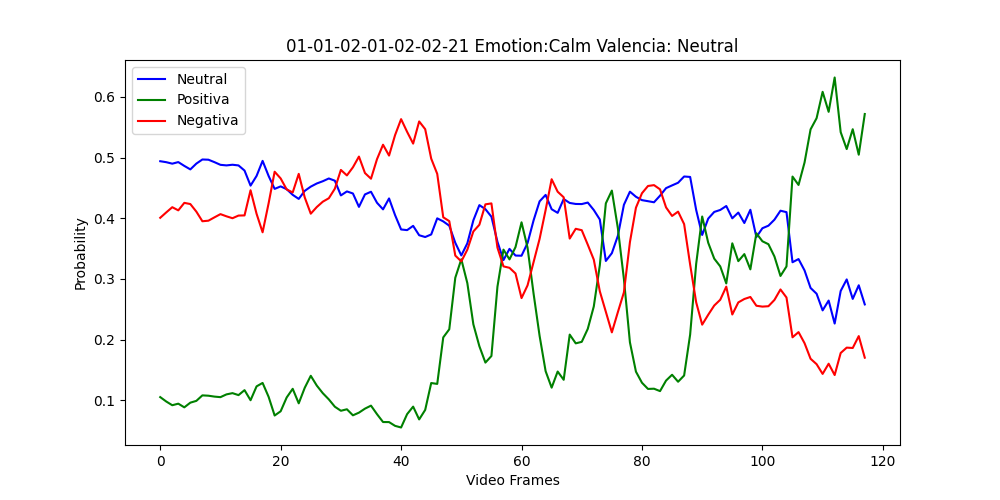 01-01-02-01-02-02-21 Emotion:Calm Valencia: Neutral
Neutral
Positiva
Negativa
Probability
0.6
0.5
0.4
0.3
0.2
0.1
0 20 40 60 80 100 120
Video Frames